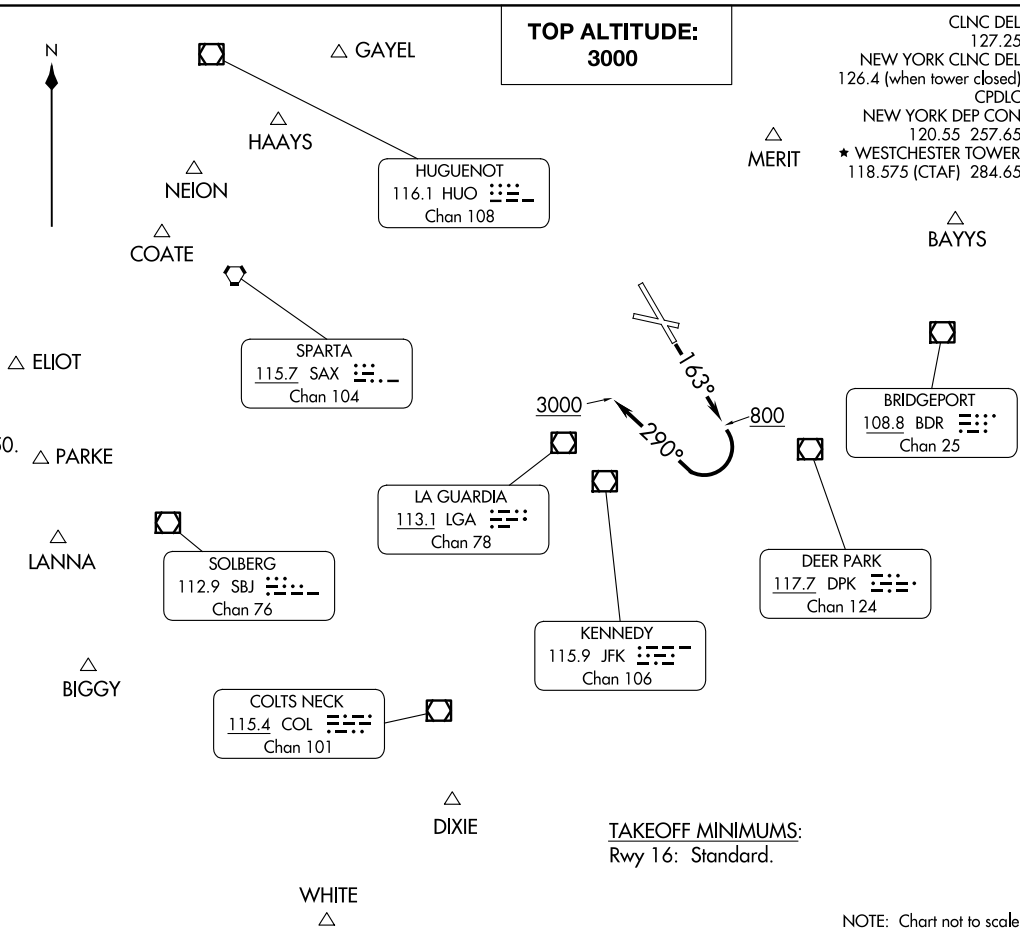 TOP ALTITUDE:
3000
CLNC DEL
127.25
NEW YORK CLNC DEL
126.4 (when tower closed)
CPDLC
NEW YORK DEP CON
120.55 257.65
★ WESTCHESTER TOWER
118.575 (CTAF) 284.65
N
GAYEL
HAAYS
MERIT
NEION
HUGUENOT
116.1 HUO
Chan 108
COATE
BAYYS
SPARTA
115.7 SAX
Chan 104
ELIOT
163°
3000
800
290°
BRIDGEPORT
108.8 BDR
Chan 25
0.
PARKE
LA GUARDIA
113.1 LGA
Chan 78
LANNA
SOLBERG
112.9 SBJ
Chan 76
DEER PARK
117.7 DPK
Chan 124
KENNEDY
115.9 JFK
Chan 106
BIGGY
COLTS NECK
115.4 COL
Chan 101
DIXIE
TAKEOFF MINIMUMS:
Rwy 16: Standard.
WHITE
NOTE: Chart not to scale